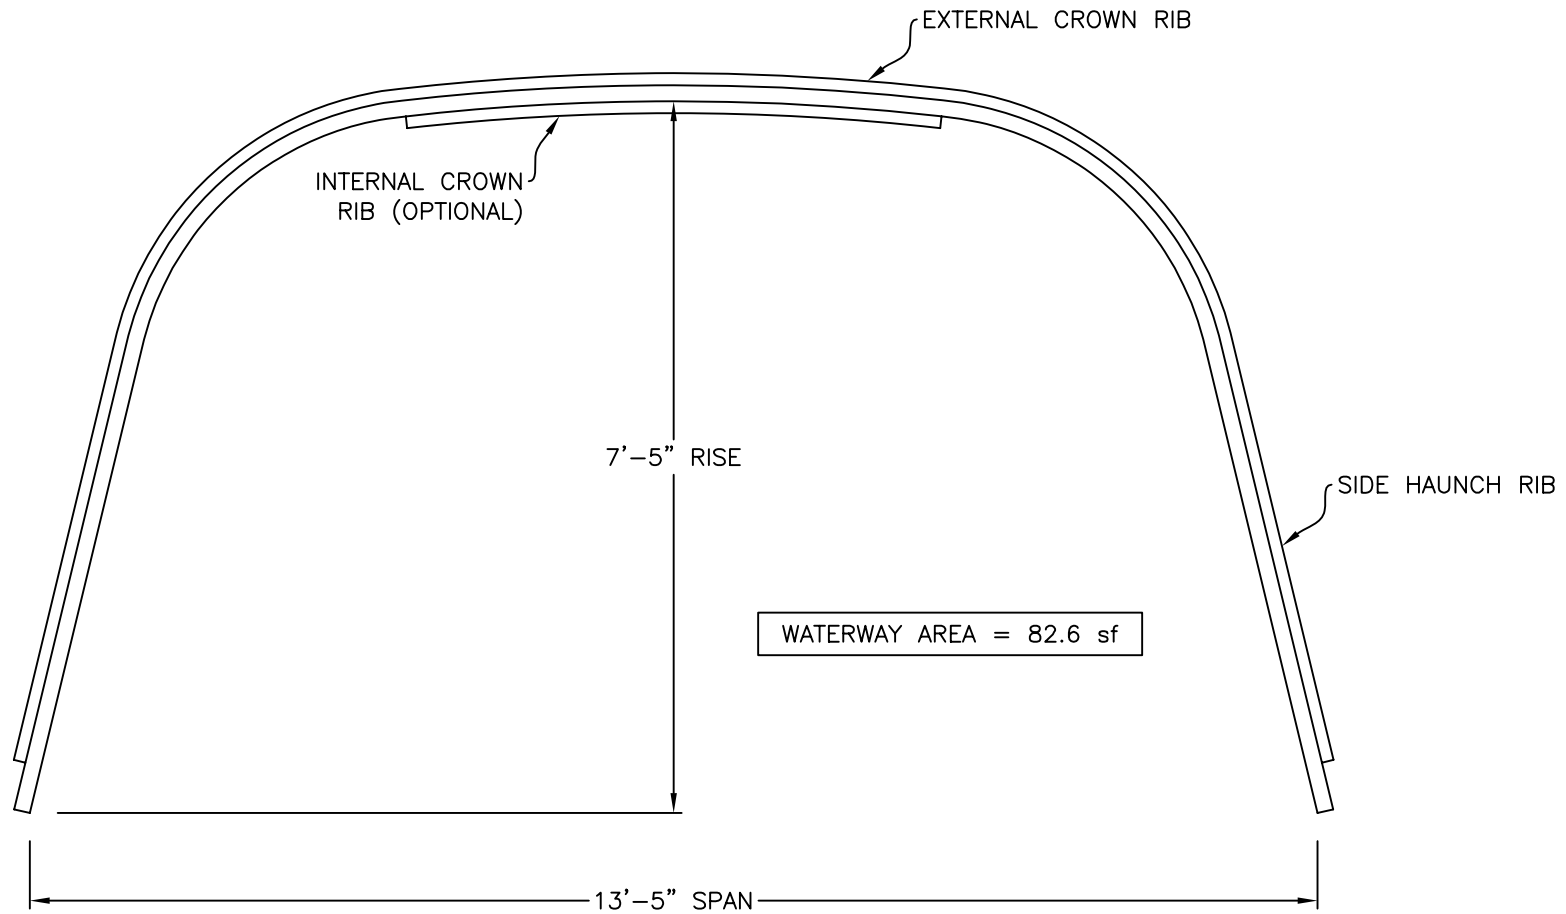 EXTERNAL CROWN RIB
INTERNAL CROWN
RIB (OPTIONAL)
7'-5" RISE
SIDE HAUNCH RIB
WATERWAY AREA = 82.6 sf
13'-5" SPAN